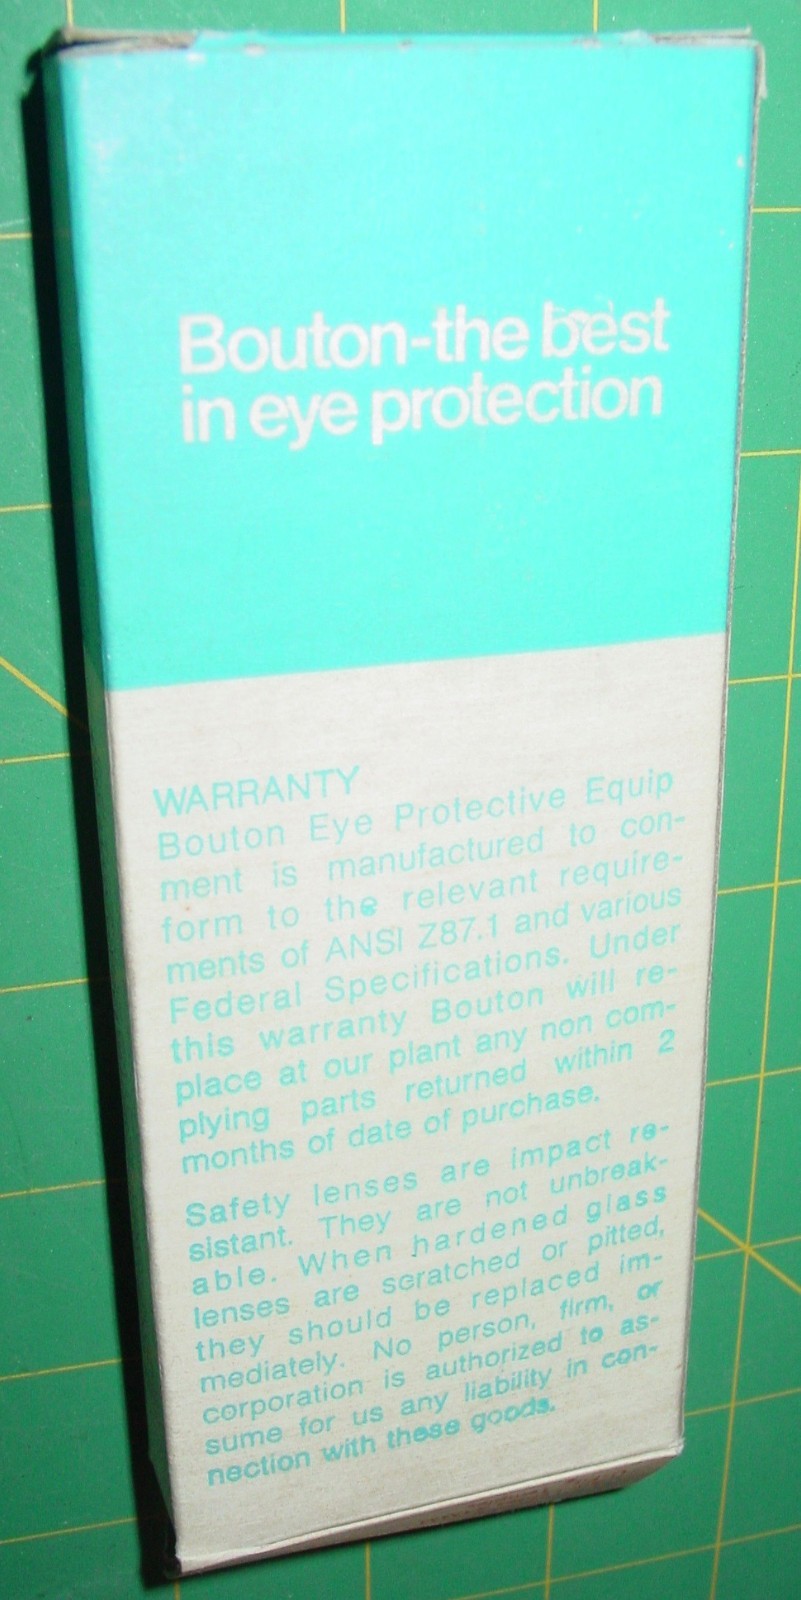 Bouton-the best
in eye protection
WARRANTY
Bouton Eye Protective Equip
ment is manufactured to con-
form to the relevant require-
ments of ANSI Z87.1 and various
Federal Specifications. Under
this warranty Bouton will re-
place at our plant any non com-
plying parts returned within 2
months of date of purchase.
Safety lenses are impact re-
sistant. They are not unbreak-
able. When hardened glass
lenses are scratched or pitted,
they should be replaced im-
mediately. No person, firm, or
corporation is authorized to as-
sume for us any liability in con-
nection with these goods.